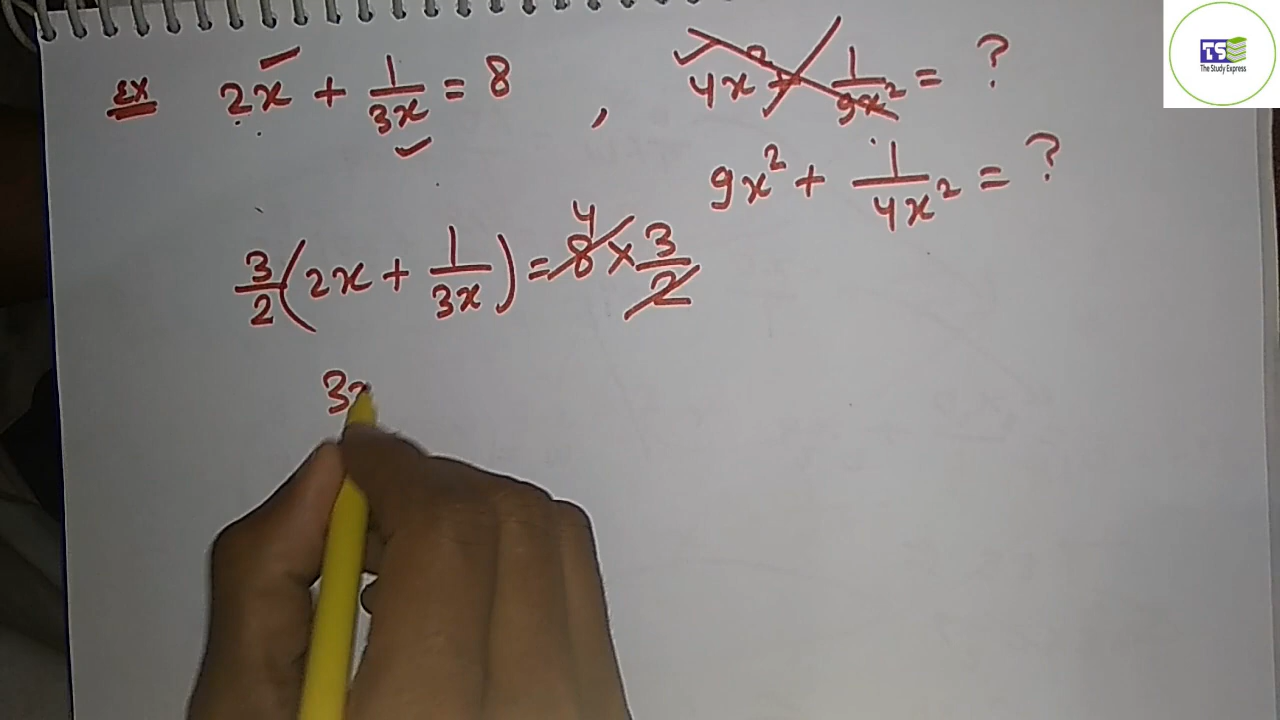 Ex 2x + 1/3x = 8 , 4x² + 1/9x² = ?
9x² + 1/4x² = ?
3/2 (2x + 1/3x) = 8 × 3/2
4
3x
TS
The Study Express